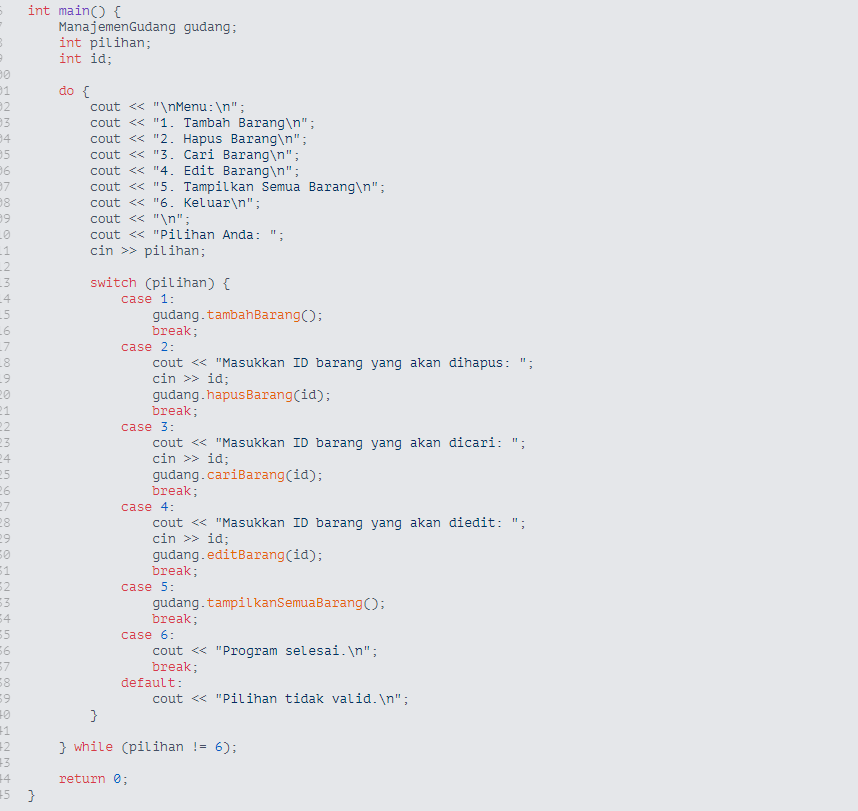 int main() {
    ManajemenGudang gudang;
    int pilihan;
    int id;
    do {
        cout << "\nMenu:\n";
        cout << "1. Tambah Barang\n";
        cout << "2. Hapus Barang\n";
        cout << "3. Cari Barang\n";
        cout << "4. Edit Barang\n";
        cout << "5. Tampilkan Semua Barang\n";
        cout << "6. Keluar\n";
        cout << "\n";
        cout << "Pilihan Anda: ";
        cin >> pilihan;
        switch (pilihan) {
            case 1:
                gudang.tambahBarang();
                break;
            case 2:
                cout << "Masukkan ID barang yang akan dihapus: ";
                cin >> id;
                gudang.hapusBarang(id);
                break;
            case 3:
                cout << "Masukkan ID barang yang akan dicari: ";
                cin >> id;
                gudang.cariBarang(id);
                break;
            case 4:
                cout << "Masukkan ID barang yang akan diedit: ";
                cin >> id;
                gudang.editBarang(id);
                break;
            case 5:
                gudang.tampilkanSemuaBarang();
                break;
            case 6:
                cout << "Program selesai.\n";
                break;
            default:
                cout << "Pilihan tidak valid.\n";
        }
    } while (pilihan != 6);
    return 0;
}